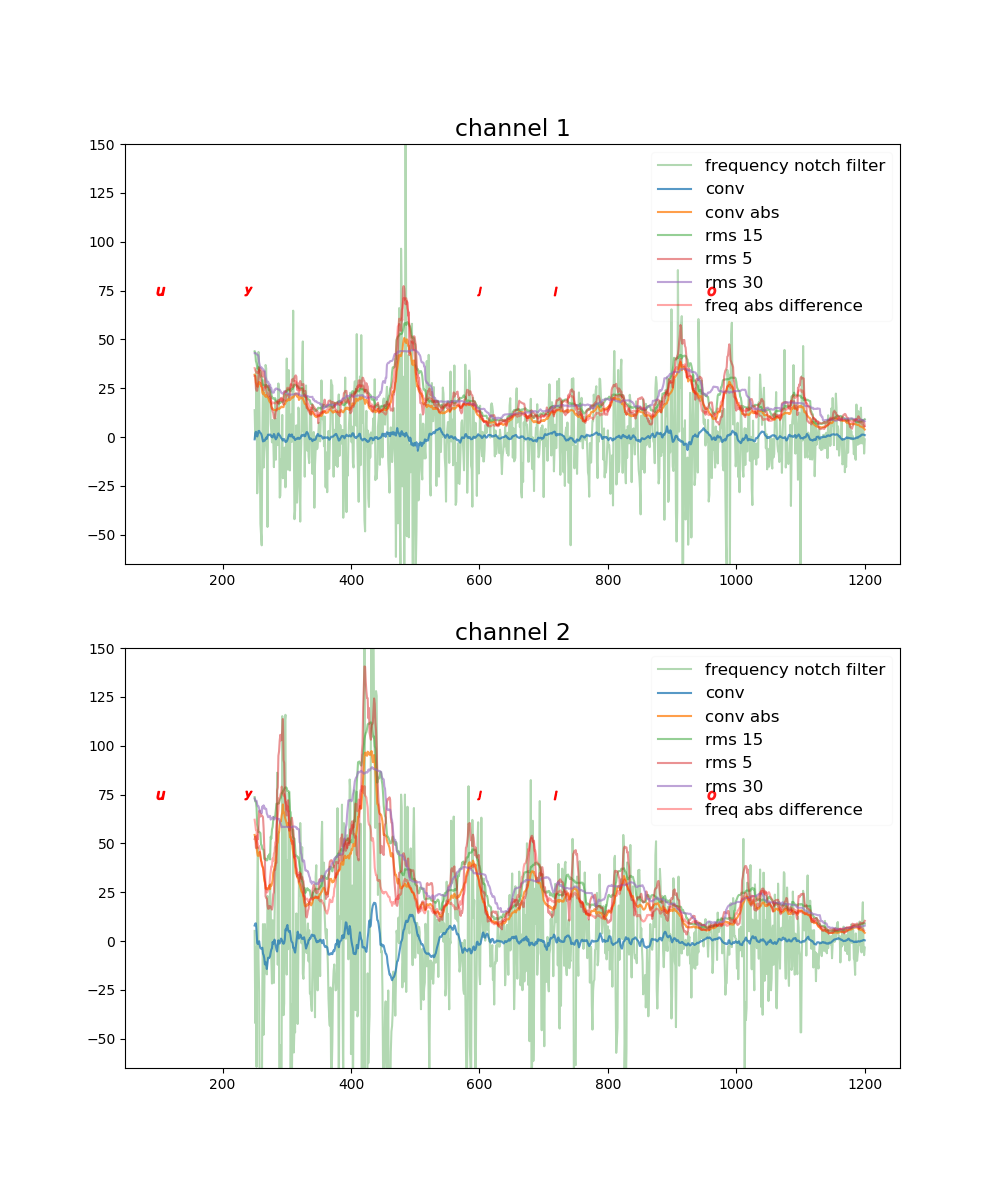 channel 1
150
125
100
75
50
25
0
−25
−50
frequency notch filter
conv
conv abs
rms 15
rms 5
rms 30
freq abs difference
u y J I o
200 400 600 800 1000 1200
channel 2
150
125
100
75
50
25
0
−25
−50
frequency notch filter
conv
conv abs
rms 15
rms 5
rms 30
freq abs difference
u y J I o
200 400 600 800 1000 1200